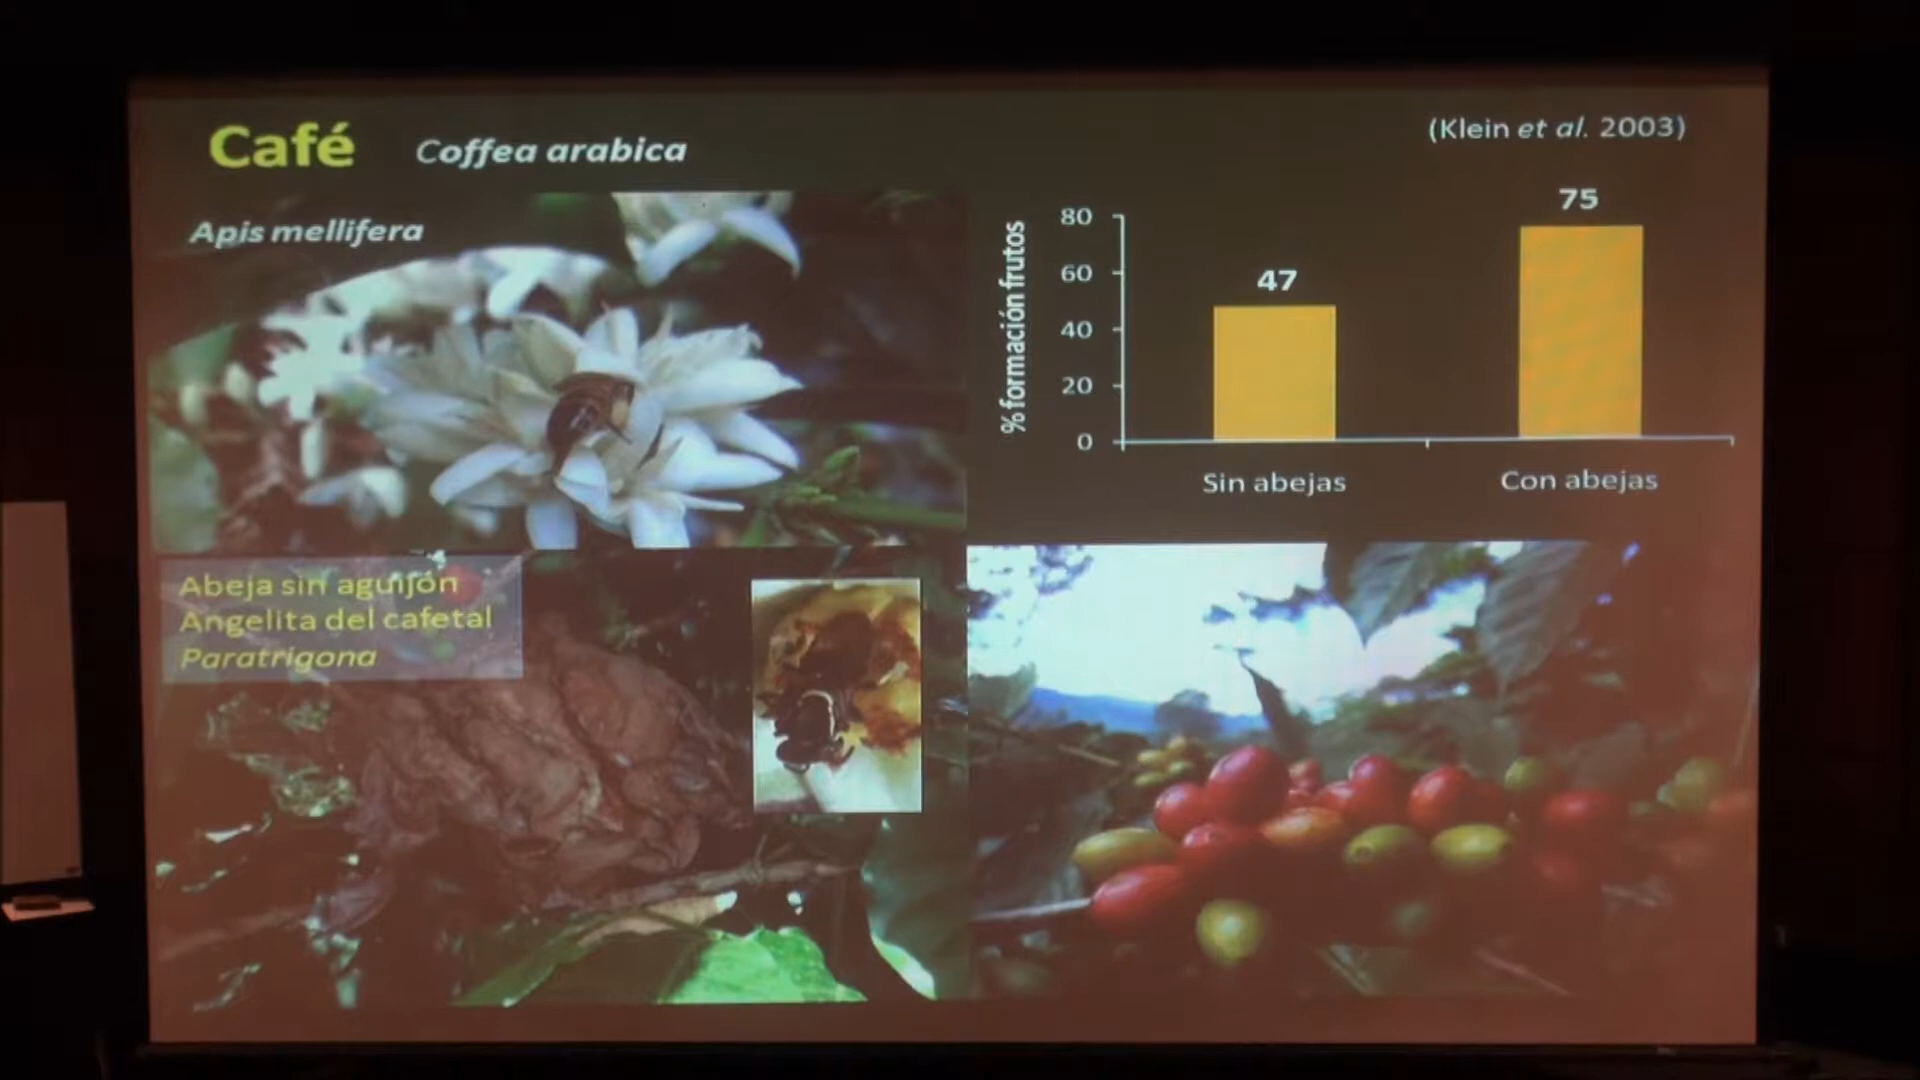 Café Coffea arabica
(Klein et al. 2003)
Apis mellifera
% formación frutos
80
60
40
20
0
47
75
Sin abejas
Con abejas
Abeja sin aguijón
Angelita del cafetal
Paratrigona